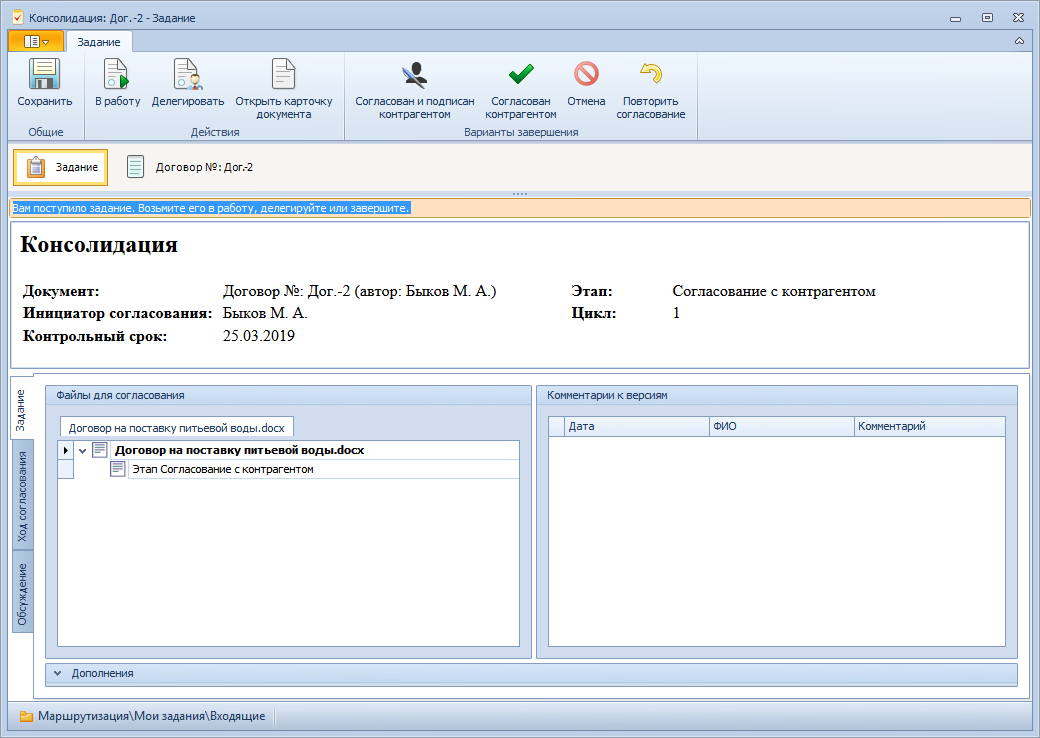 Консолидация: Дог.-2 - Задание
Задание
Сохранить
В работу
Делегировать
Открыть карточку
документа
Согласован и подписан
контрагентом
Согласован
контрагентом
Отмена
Повторить
согласование
Общие
Действия
Варианты завершения
Задание
Договор №: Дог.-2
Вам поступило задание. Возьмите его в работу, делегируйте или завершите.
Консолидация
Документ: Договор №: Дог.-2 (автор: Быков М. А.) Этап: Согласование с контрагентом
Инициатор согласования: Быков М. А. Цикл: 1
Контрольный срок: 25.03.2019
Задание
Ход согласования
Обсуждение
Файлы для согласования
Договор на поставку питьевой воды.docx
Договор на поставку питьевой воды.docx
Этап Согласование с контрагентом
Комментарии к версиям
Дата ФИО Комментарий
Дополнения
Маршрутизация\Мои задания\Входящие